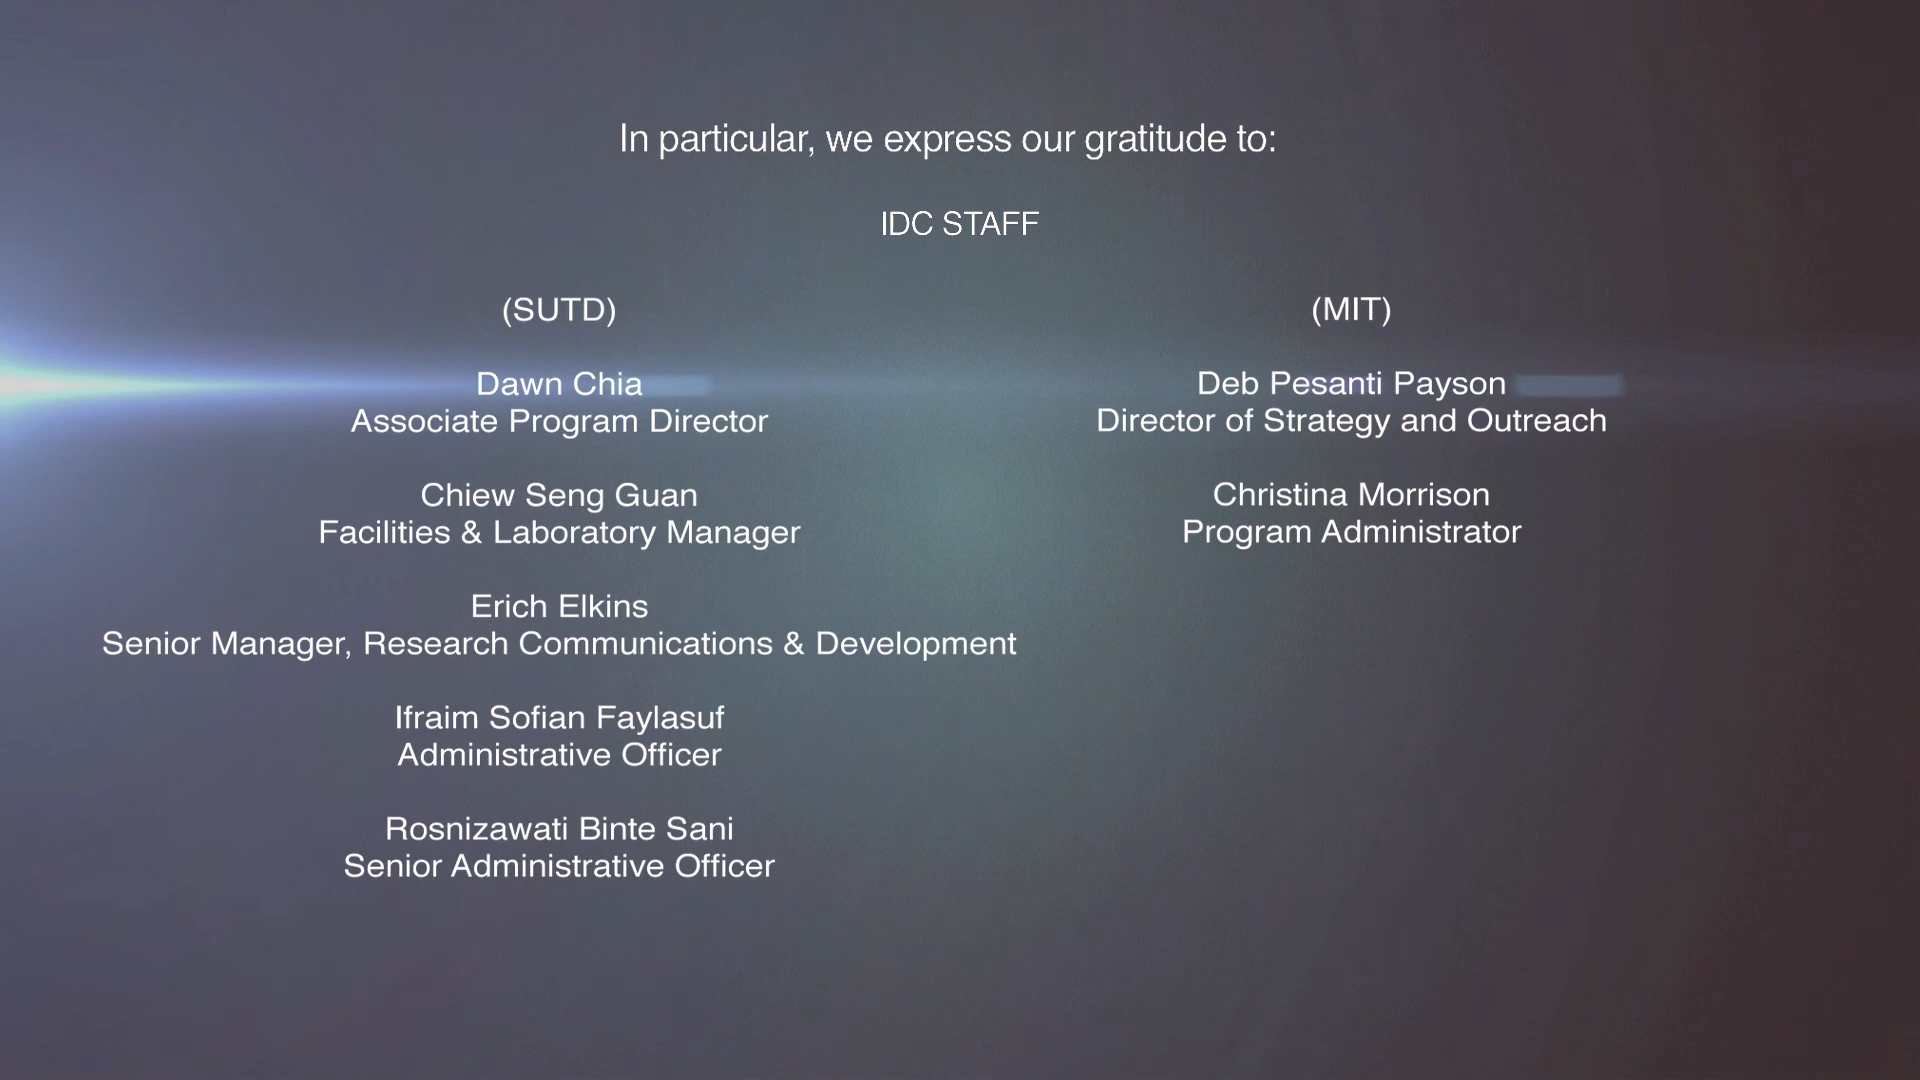 In particular, we express our gratitude to:
IDC STAFF
(SUTD)
Dawn Chia
Associate Program Director
Chiew Seng Guan
Facilities & Laboratory Manager
Erich Elkins
Senior Manager, Research Communications & Development
Ifraim Sofian Faylasuf
Administrative Officer
Rosnizawati Binte Sani
Senior Administrative Officer
(MIT)
Deb Pesanti Payson
Director of Strategy and Outreach
Christina Morrison
Program Administrator